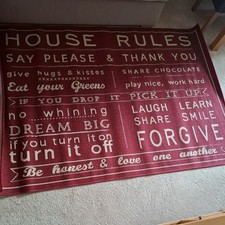 HOUSE RULES
SAY PLEASE & THANK YOU
give hugs & kisses
SHARE CHOCOLATE
Eat your Greens
play nice, work hard
IF YOU DROP IT PICK IT UP
no whining
DREAM BIG
LAUGH LEARN
SHARE SMILE
if you turn it on
turn it off
FORGIVE
Be honest & love one another